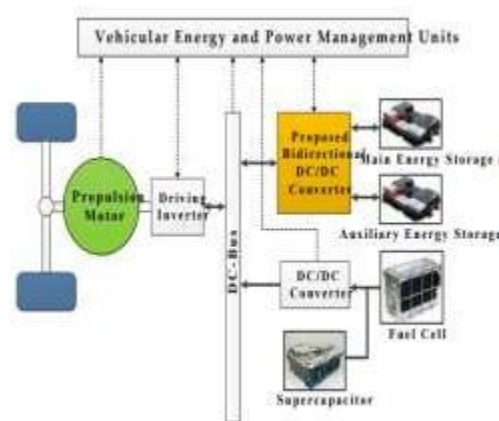 Vehicular Energy and Power Management Units
Proposed
Bidirectional
DC/DC
Converter
Main Energy Storage
Propulsion
Motor
Driving
Inverter
Auxiliary Energy Storage
DC-Bus
DC/DC
Converter
Fuel Cell
Supercapacitor